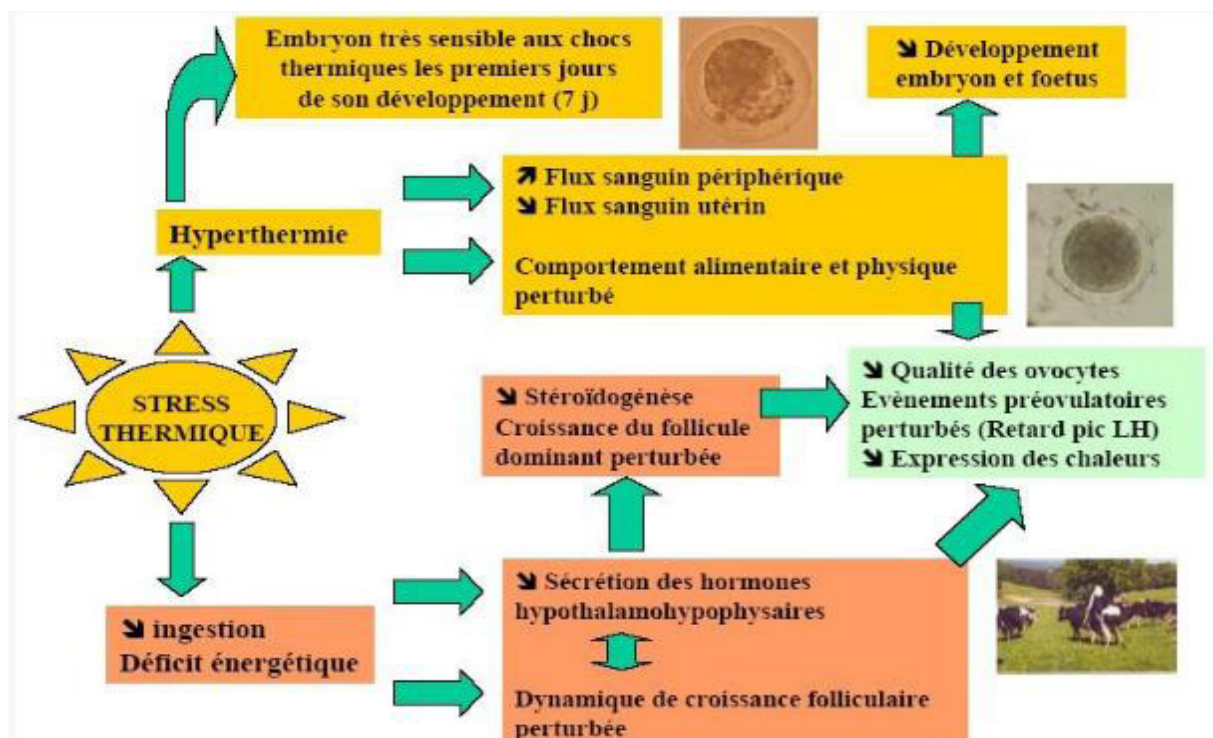 Embryon très sensible aux chocs
thermiques les premiers jours
de son développement (7 j)
↘ Développement
embryon et foetus
↗ Flux sanguin périphérique
↘ Flux sanguin utérin
Hyperthermie
Comportement alimentaire et physique
perturbé
STRESS
THERMIQUE
↘ Stéroïdogénèse
Croissance du follicule
dominant perturbée
↘ Qualité des ovocytes
Evènements préovulatoires
perturbés (Retard pic LH)
↘ Expression des chaleurs
↘ ingestion
Déficit énergétique
↘ Sécrétion des hormones
hypothalamohypophysaires
Dynamique de croissance folliculaire
perturbée